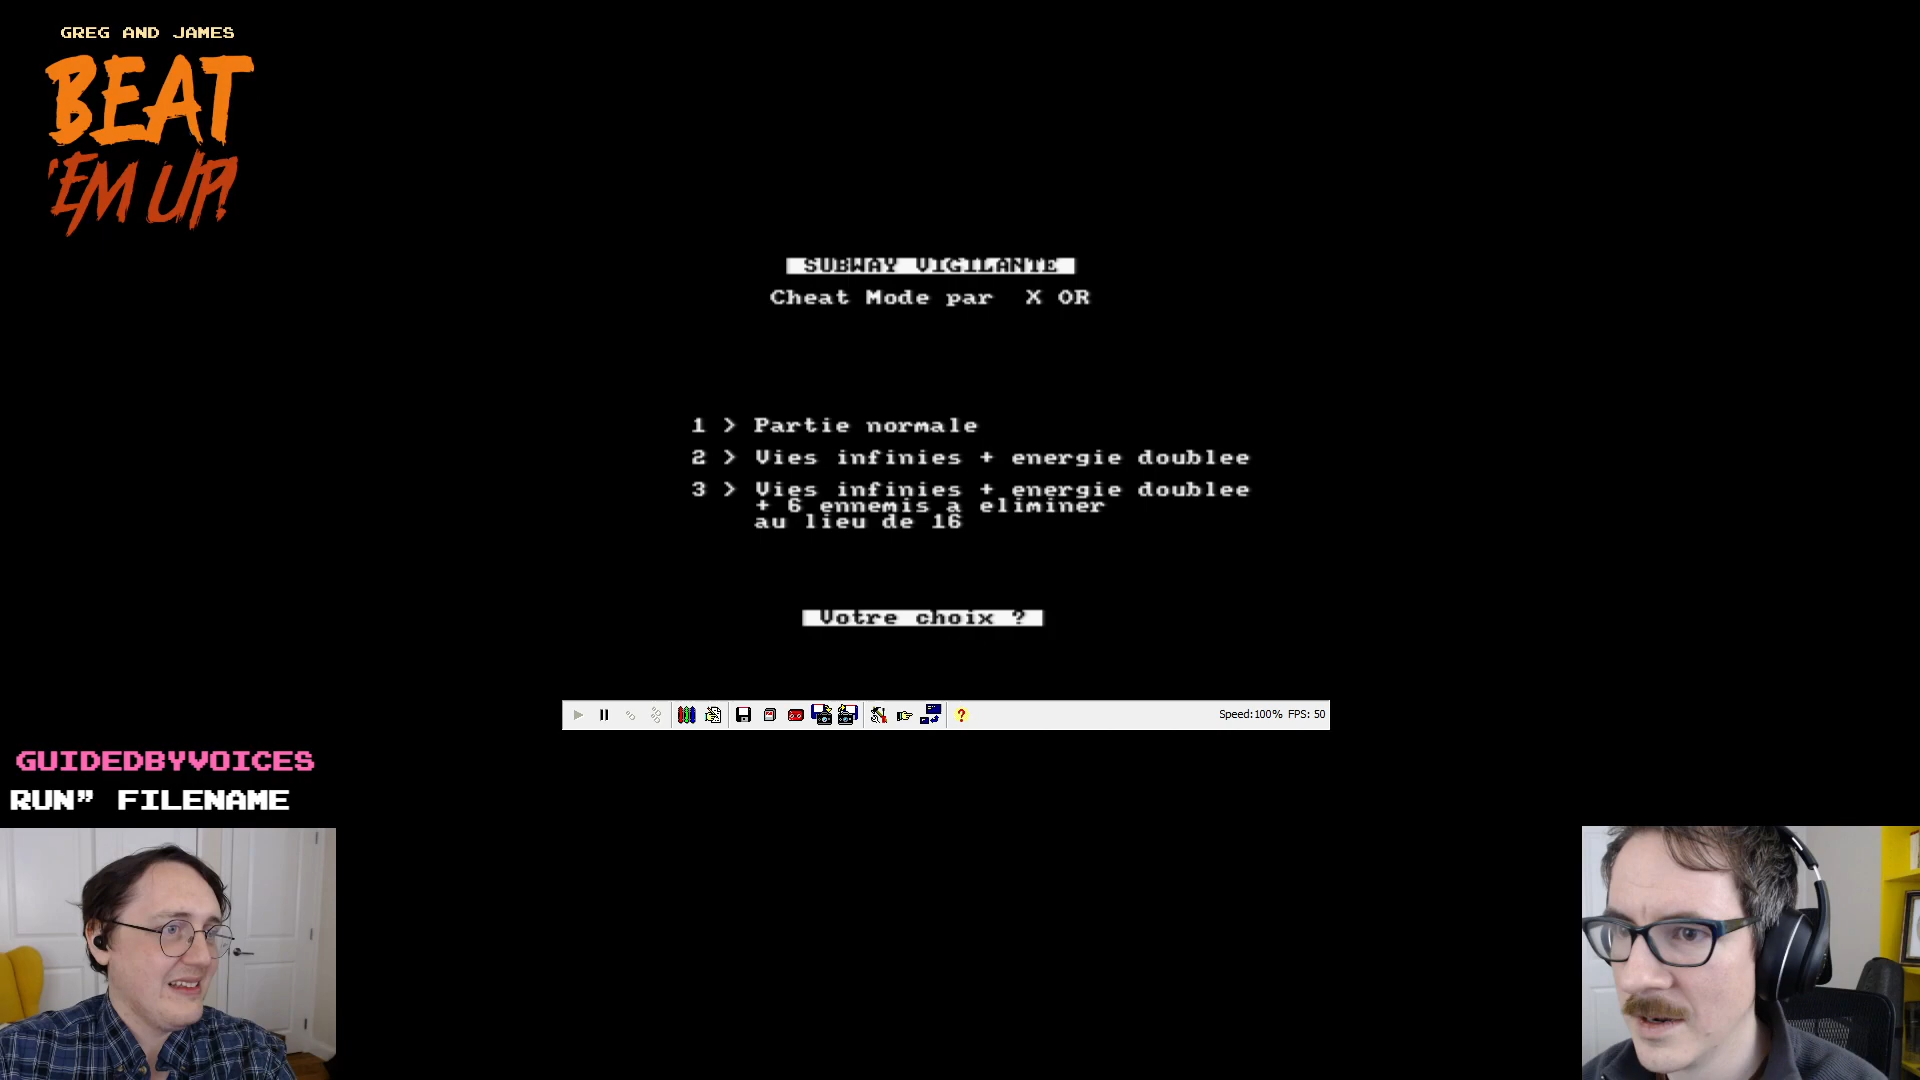 GREG AND JAMES
BEAT
'EM UP!
SUBWAY VIGILANTE
Cheat Mode par X OR
1 > Partie normale
2 > Vies infinies + energie doublee
3 > Vies infinies + energie doublee
+ 6 ennemis a eliminer
au lieu de 16
Votre choix ?
Speed:100% FPS: 50
GUIDEDBYVOICES
RUN" FILENAME